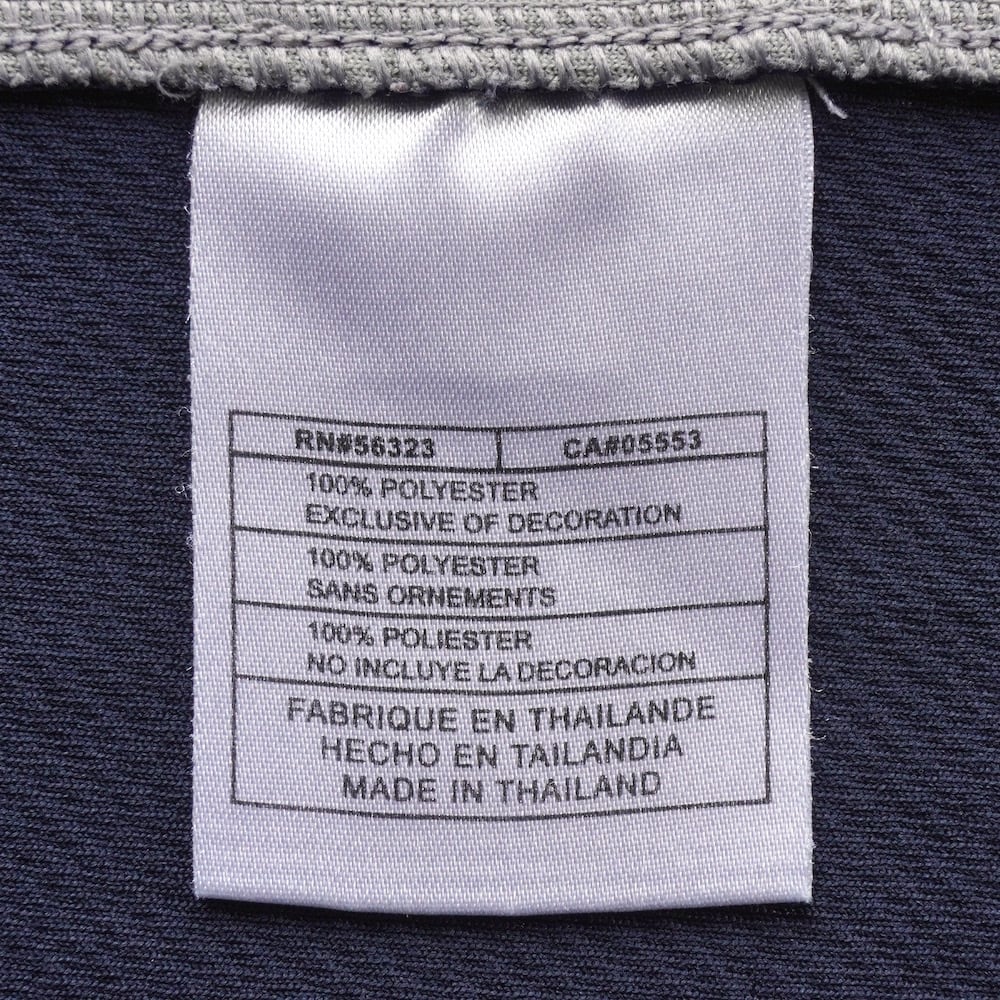 RN#56323 CA#05553
100% POLYESTER
EXCLUSIVE OF DECORATION
100% POLYESTER
SANS ORNEMENTS
100% POLIESTER
NO INCLUYE LA DECORACION
FABRIQUE EN THAILANDE
HECHO EN TAILANDIA
MADE IN THAILAND